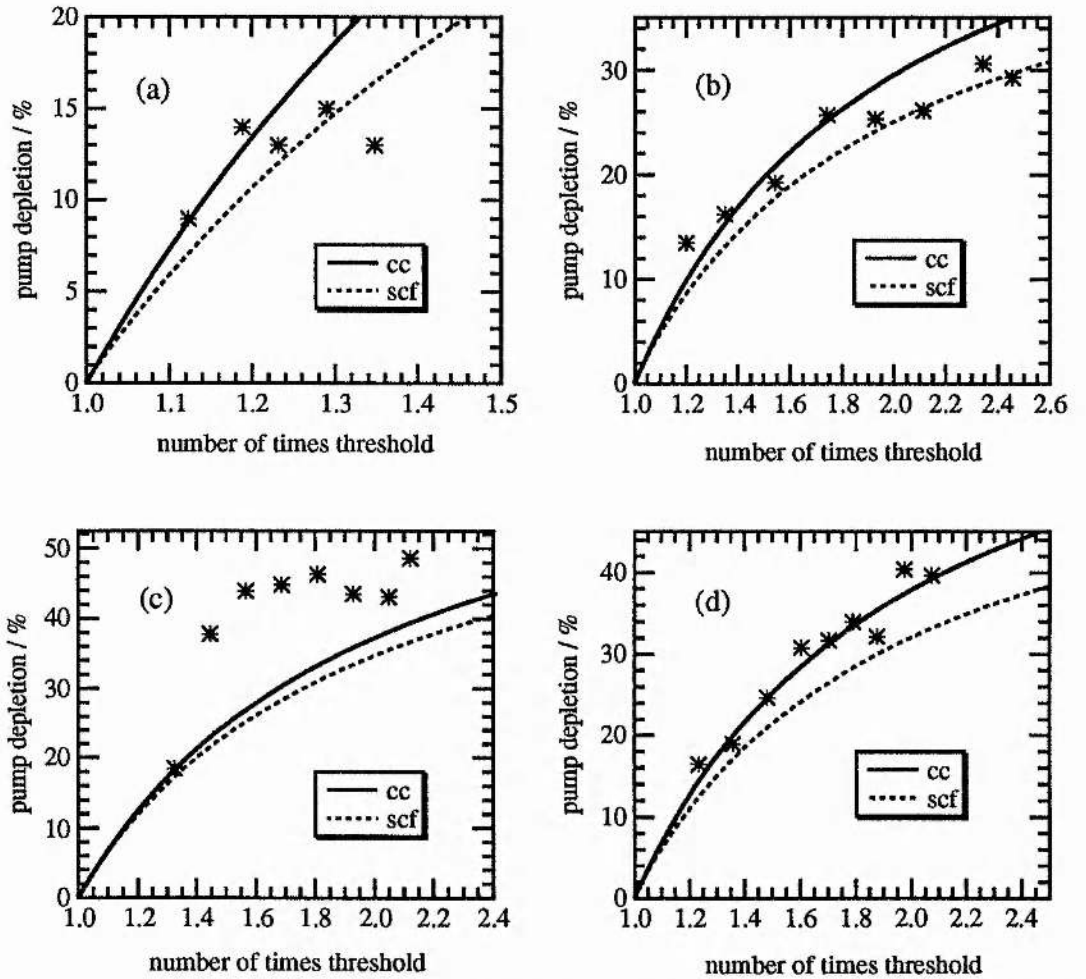 20
15
10
5
0
pump depletion / %
(a)
cc
scf
1.0 1.1 1.2 1.3 1.4 1.5
number of times threshold
30
20
10
0
pump depletion / %
(b)
cc
scf
1.0 1.2 1.4 1.6 1.8 2.0 2.2 2.4 2.6
number of times threshold
50
40
30
20
10
0
pump depletion / %
(c)
cc
scf
1.0 1.2 1.4 1.6 1.8 2.0 2.2 2.4
number of times threshold
40
30
20
10
0
pump depletion / %
(d)
cc
scf
1.0 1.2 1.4 1.6 1.8 2.0 2.2 2.4
number of times threshold